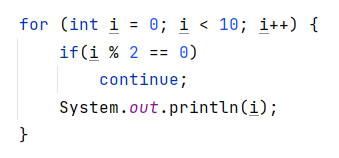 for (int i = 0; i < 10; i++) {
    if(i % 2 == 0)
        continue;
    System.out.println(i);
}